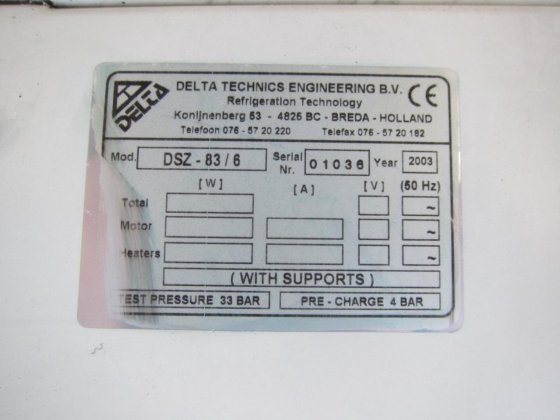 DELTA
DELTA TECHNICS ENGINEERING B.V.
CE
Refrigeration Technology
Konijnenberg 53 - 4825 BC - BREDA - HOLLAND
Telefoon 076 - 57 20 220 Telefax 076 - 57 20 182
Mod. DSZ - 83 / 6 Serial Nr. 01036 Year 2003
[W] [A] [V] (50 Hz)
Total ~
Motor ~
Heaters ~
( WITH SUPPORTS )
TEST PRESSURE 33 BAR PRE - CHARGE 4 BAR